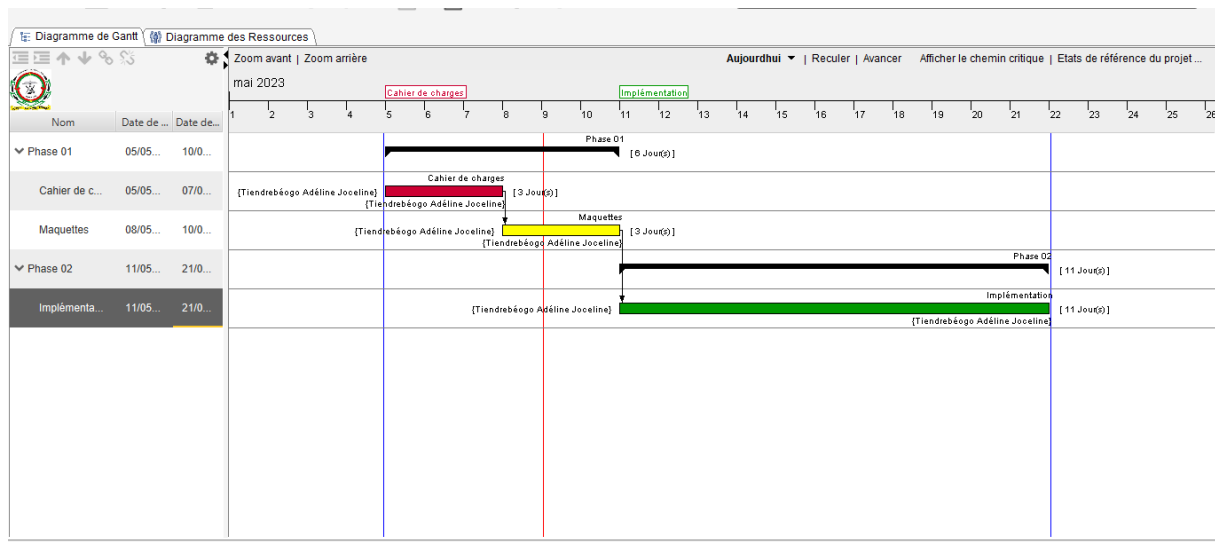 Diagramme de Gantt Diagramme des Ressources
Zoom avant | Zoom arrière Aujourdhui | Reculer | Avancer Afficher le chemin critique | Etats de référence du projet ...
mai 2023
Cahier de charges Implémentation
1 2 3 4 5 6 7 8 9 10 11 12 13 14 15 16 17 18 19 20 21 22 23 24 25 26
Nom Date de ... Date de...
Phase 01 05/05... 10/0... Phase 01
[6 Jour(s)]
Cahier de charges
Cahier de c... 05/05... 07/0... {Tiendrebéogo Adéline Joceline} [3 Jour(s)]
{Tiendrebéogo Adéline Joceline}
Maquettes
Maquettes 08/05... 10/0... {Tiendrebéogo Adéline Joceline} [3 Jour(s)]
{Tiendrebéogo Adéline Joceline}
Phase 02
Phase 02 11/05... 21/0... [11 Jour(s)]
Implémentation
Implémenta... 11/05... 21/0... {Tiendrebéogo Adéline Joceline} [11 Jour(s)]
{Tiendrebéogo Adéline Joceline}